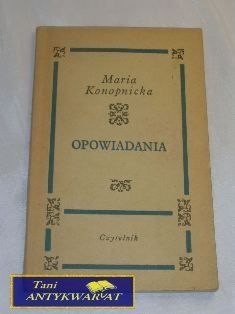 Maria
Konopnicka
OPOWIADANIA
Czytelnik
Tani
ANTYKWARIAT